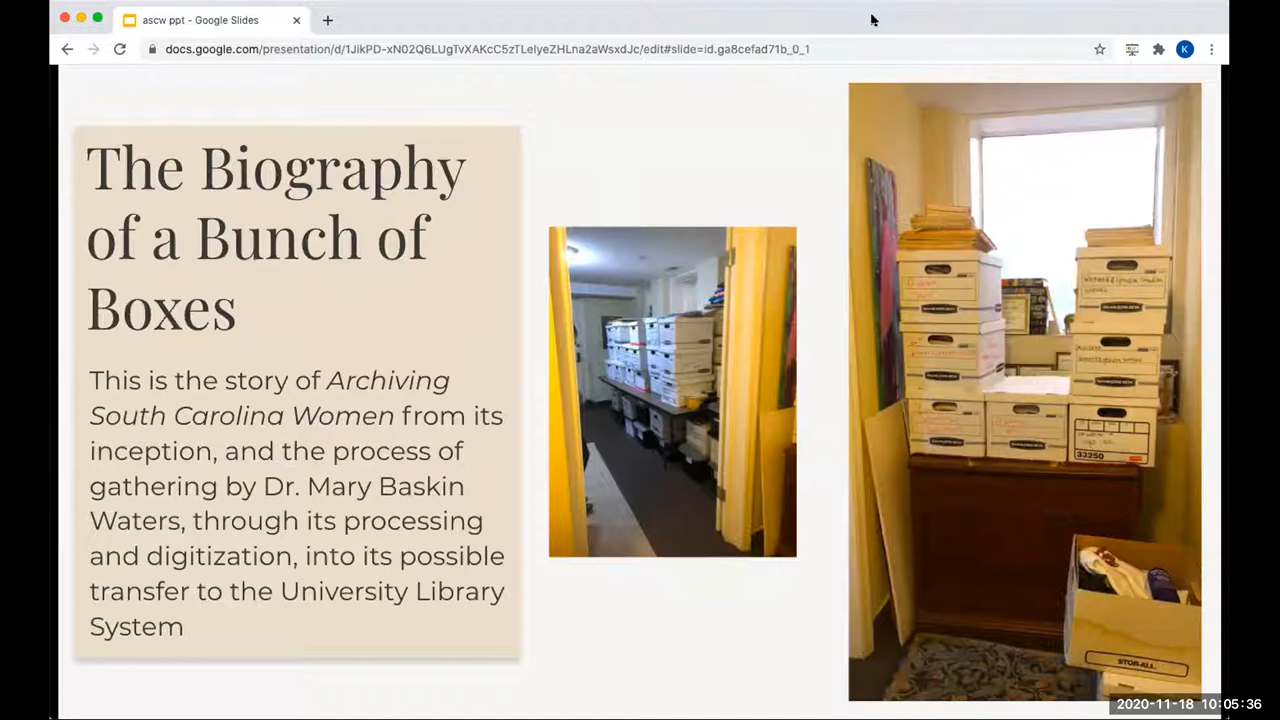 ascw ppt - Google Slides
docs.google.com/presentation/d/1JikPD-xN02Q6LUgTvXAKcC5zTLelyeZHLna2aWsxdJc/edit#slide=id.ga8cefad71b_0_1
K
The Biography
of a Bunch of
Boxes
This is the story of Archiving
South Carolina Women from its
inception, and the process of
gathering by Dr. Mary Baskin
Waters, through its processing
and digitization, into its possible
transfer to the University Library
System
33250
STOR-ALL
2020-11-18 10:05:36